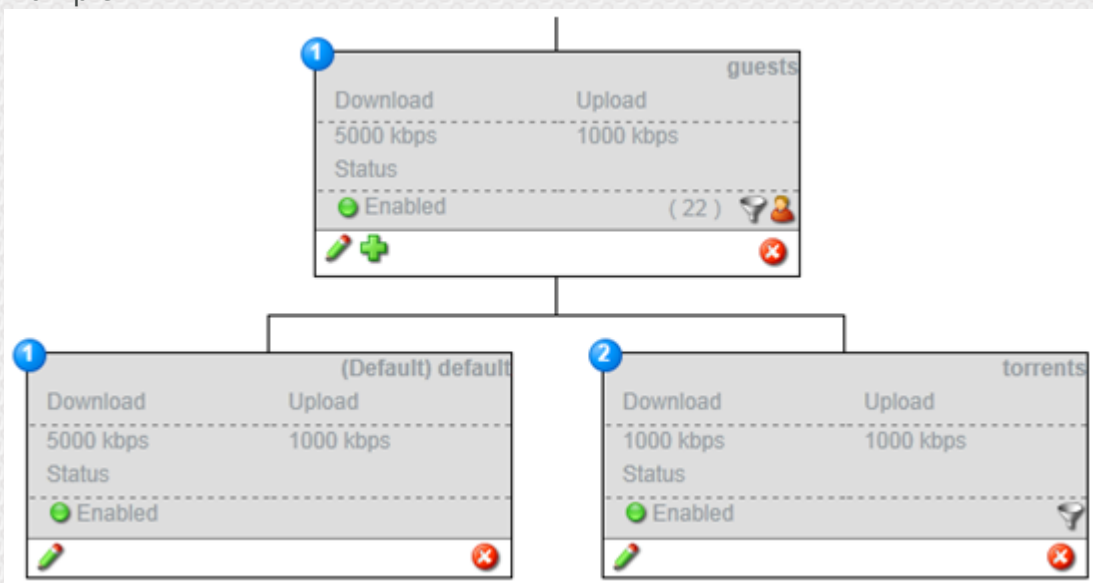 1
guests
Download Upload
5000 kbps 1000 kbps
Status
Enabled ( 22 )
1
(Default) default
Download Upload
5000 kbps 1000 kbps
Status
Enabled
2
torrents
Download Upload
1000 kbps 1000 kbps
Status
Enabled